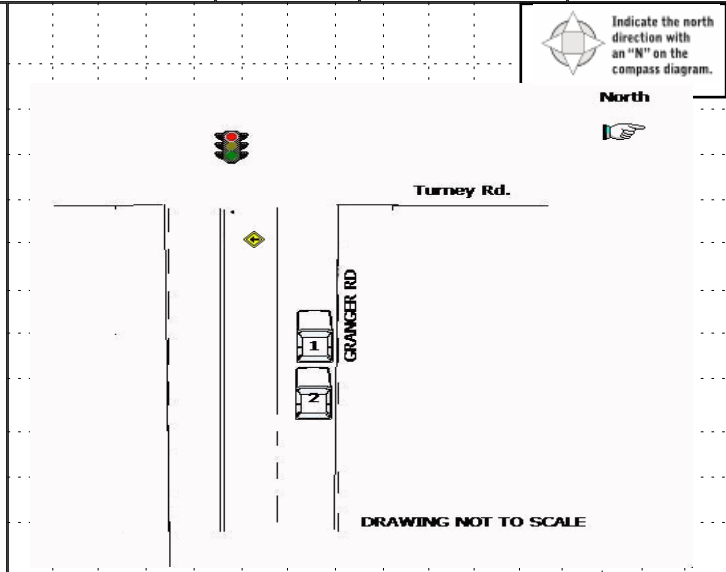 Indicate the north
direction with
an “N” on the
compass diagram.
North
Turney Rd.
GRANGER RD
1
2
DRAWING NOT TO SCALE